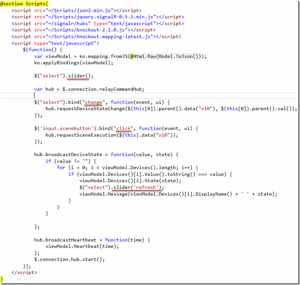 @section Scripts{
<script src="~/Scripts/json2.min.js"></script>
<script src="~/Scripts/jquery.signalR-0.5.3.min.js"></script>
<script src="~/signalr/hubs" type="text/javascript"></script>
<script src="~/Scripts/knockout-2.1.0.js"></script>
<script src="~/Scripts/knockout.mapping-latest.js"></script>
<script type="text/javascript">
$(function() {
var viewModel = ko.mapping.fromJS(@Html.Raw(Model.ToJson()));
ko.applyBindings(viewModel);
$("select").slider();
var hub = $.connection.relayCommandHub;
$("select").bind("change", function(event, ui) {
hub.requestDeviceStateChange($(this[0]).parent().data("x10"), $(this[0]).parent().val());
});
$('input.sceneButton').bind("click", function(event, ui) {
hub.requestSceneExecution($(this).data("x10"));
});
hub.broadcastDeviceState = function(value, state) {
if (value != "") {
for (i = 0; i < viewModel.Devices().length; i++) {
if (viewModel.Devices()[i].Value().toString() === value) {
viewModel.Devices()[i].State(state);
$("select").slider('refresh');
viewModel.Message(viewModel.Devices()[i].DisplayName() + ' ' + state);
}
}
}
};
hub.broadcastHeartbeat = function(time) {
viewModel.Heartbeat(time);
};
$.connection.hub.start();
});
</script>
}